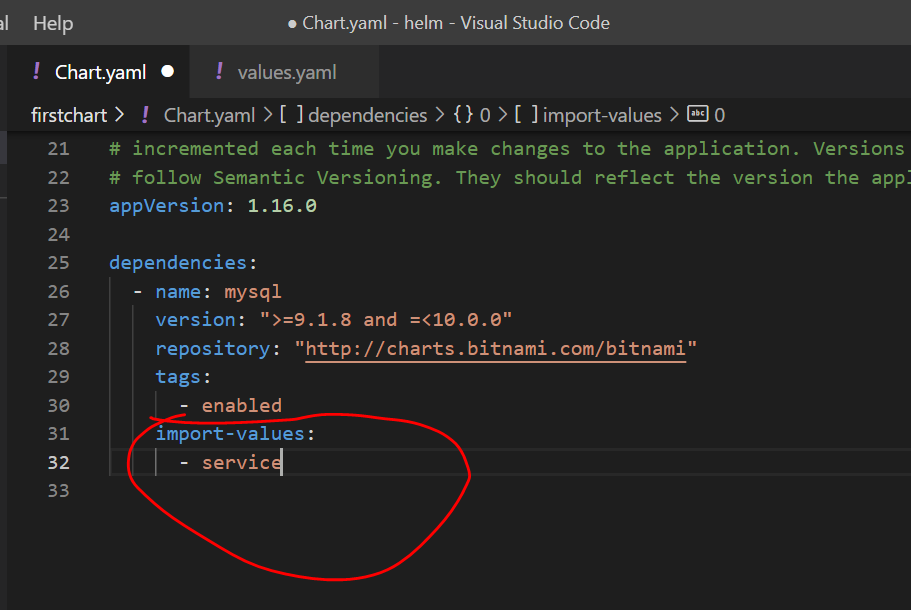 Help
● Chart.yaml - helm - Visual Studio Code
! Chart.yaml ●
! values.yaml
firstchart > ! Chart.yaml > [ ] dependencies > {} 0 > [ ] import-values > abc 0
21 # incremented each time you make changes to the application. Versions
22 # follow Semantic Versioning. They should reflect the version the appl
23 appVersion: 1.16.0
24
25 dependencies:
26 - name: mysql
27 version: ">=9.1.8 and =<10.0.0"
28 repository: "http://charts.bitnami.com/bitnami"
29 tags:
30 - enabled
31 import-values:
32 - service
33